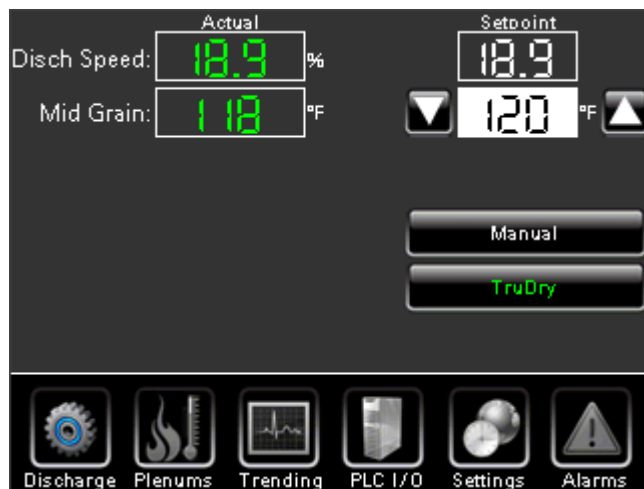 Actual Setpoint
Disch Speed: 18.9 % 18.9
Mid Grain: 118 °F 120 °F
Manual
TruDry
Discharge Plenums Trending PLC I/O Settings Alarms